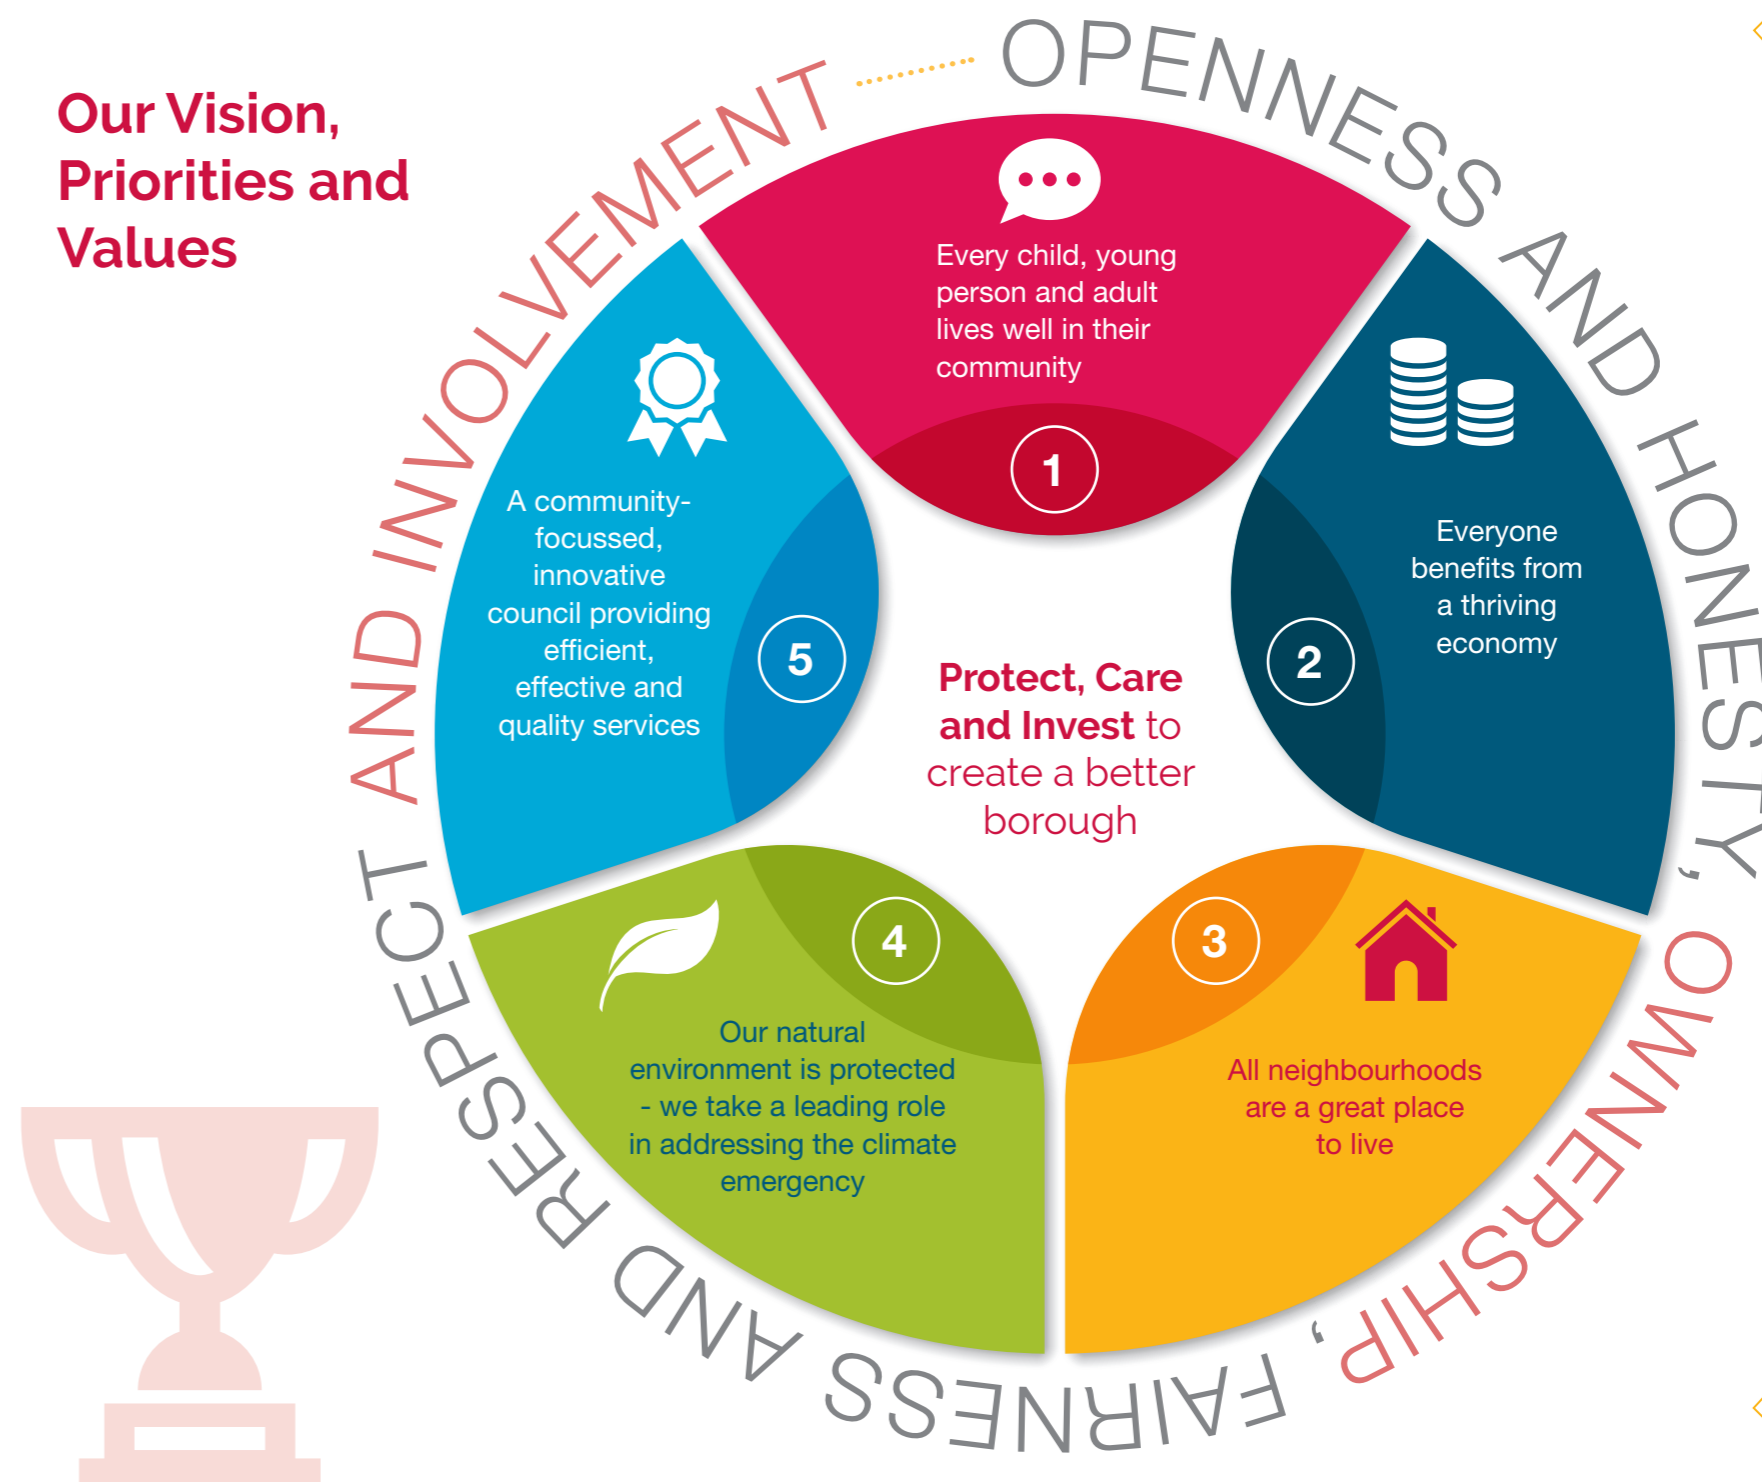 Our Vision,
Priorities and
Values
OPENNESS AND HONESTY, OWNERSHIP, FAIRNESS AND RESPECT AND INVOLVEMENT
Every child, young
person and adult
lives well in their
community
1
Everyone
benefits from
a thriving
economy
2
All neighbourhoods
are a great place
to live
3
Our natural
environment is protected
- we take a leading role
in addressing the climate
emergency
4
A community-
focussed,
innovative
council providing
efficient,
effective and
quality services
5
Protect, Care
and Invest to
create a better
borough